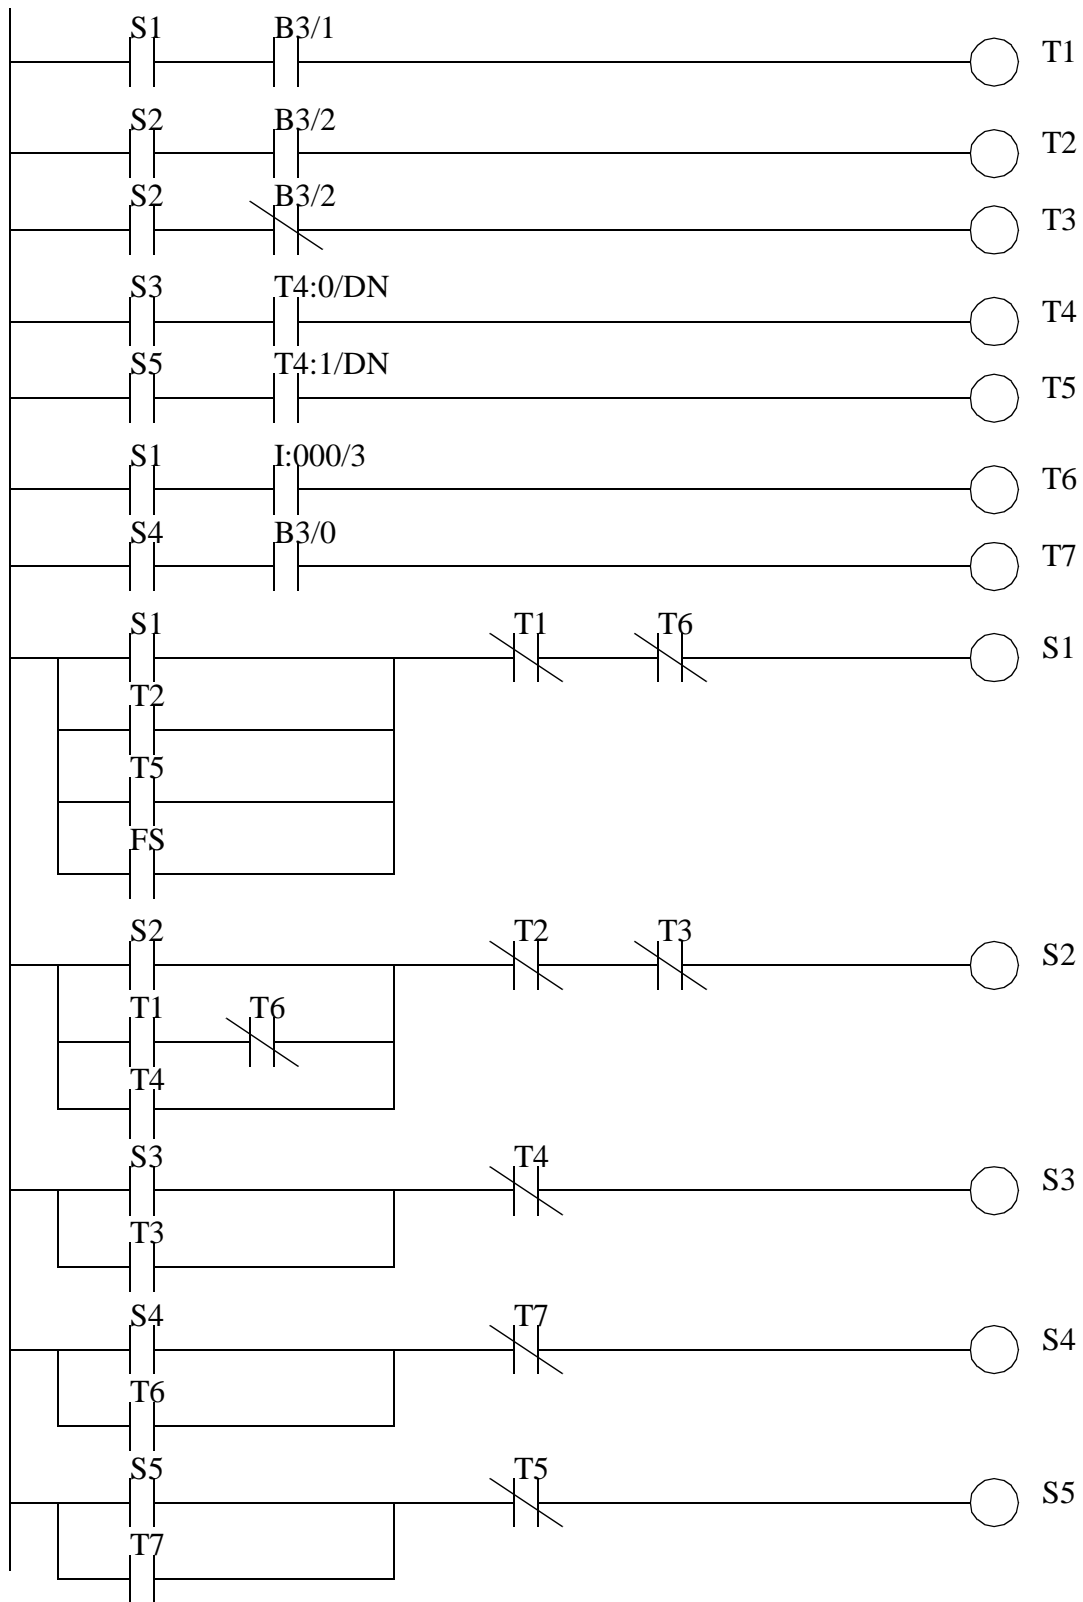 S1 B3/1 T1
S2 B3/2 T2
S2 B3/2 T3
S3 T4:0/DN T4
S5 T4:1/DN T5
S1 I:000/3 T6
S4 B3/0 T7
S1 T1 T6 S1
T2
T5
FS
S2 T2 T3 S2
T1 T6
T4
S3 T4 S3
T3
S4 T7 S4
T6
S5 T5 S5
T7